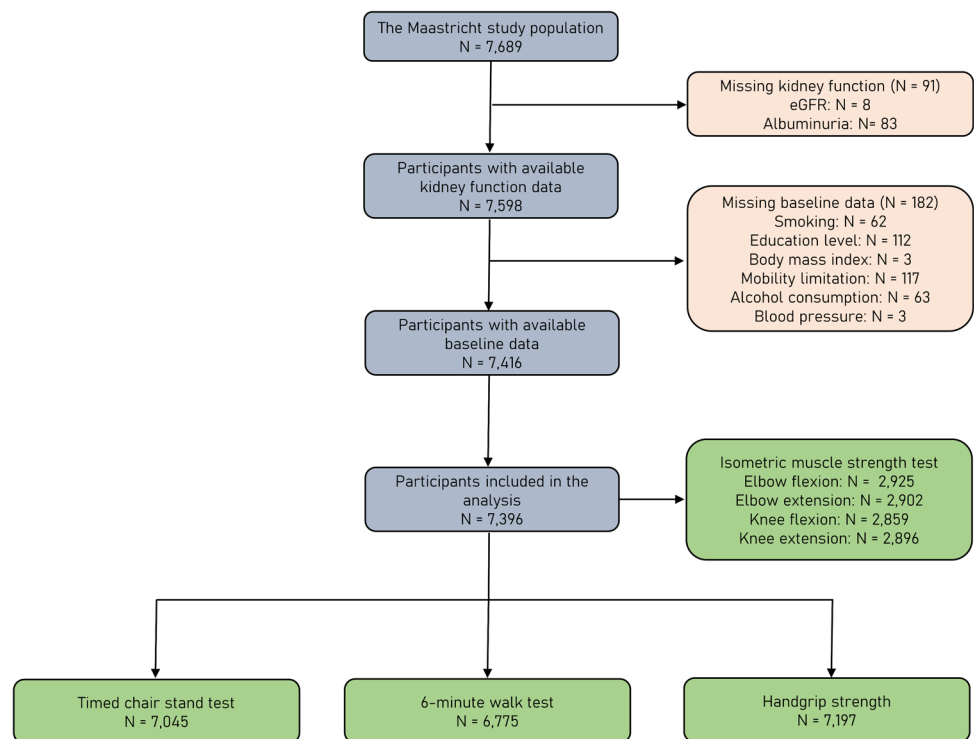 The Maastricht study population
N = 7,689
Missing kidney function (N = 91)
eGFR: N = 8
Albuminuria: N= 83
Participants with available
kidney function data
N = 7,598
Missing baseline data (N = 182)
Smoking: N = 62
Education level: N = 112
Body mass index: N = 3
Mobility limitation: N = 117
Alcohol consumption: N = 63
Blood pressure: N = 3
Participants with available
baseline data
N = 7,416
Participants included in the
analysis
N = 7,396
Isometric muscle strength test
Elbow flexion: N =  2,925
Elbow extension: N = 2,902
Knee flexion: N = 2,859
Knee extension: N = 2,896
Timed chair stand test
N = 7,045
6-minute walk test
N = 6,775
Handgrip strength
N = 7,197